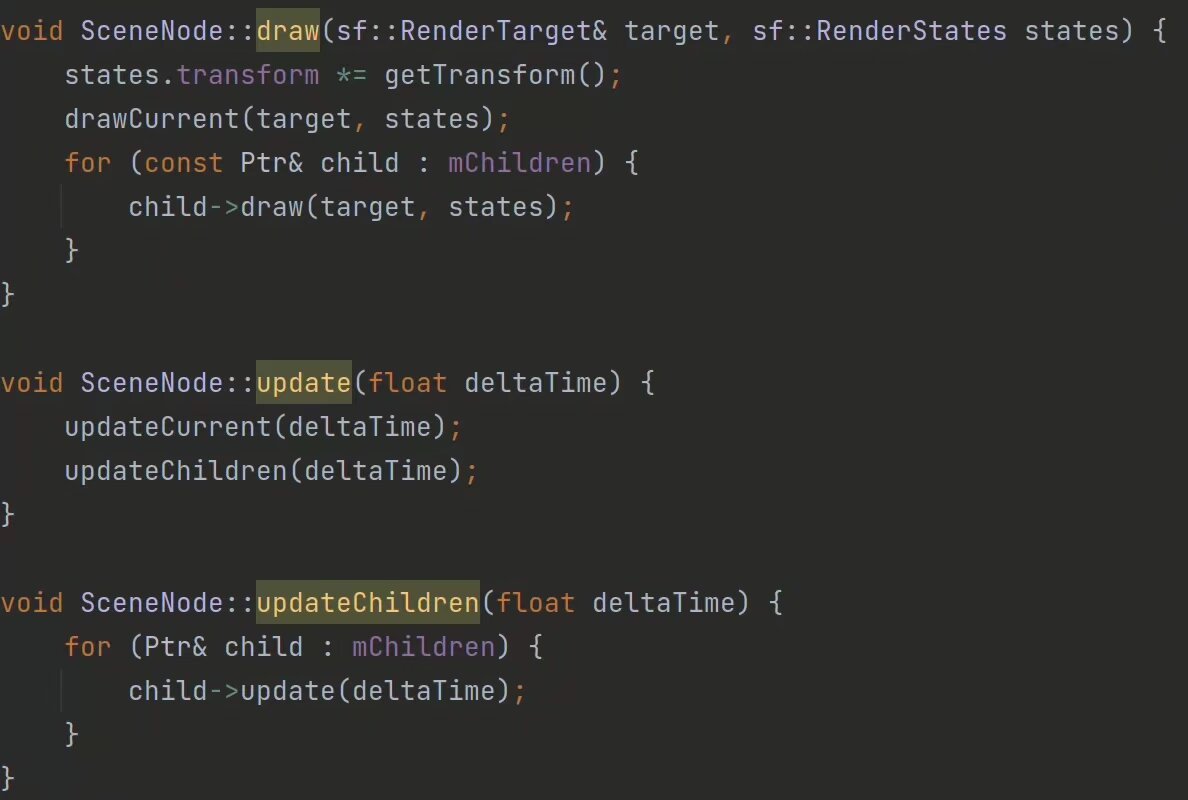 void SceneNode::draw(sf::RenderTarget& target, sf::RenderStates states) {
    states.transform *= getTransform();
    drawCurrent(target, states);
    for (const Ptr& child : mChildren) {
        child->draw(target, states);
    }
}

void SceneNode::update(float deltaTime) {
    updateCurrent(deltaTime);
    updateChildren(deltaTime);
}

void SceneNode::updateChildren(float deltaTime) {
    for (Ptr& child : mChildren) {
        child->update(deltaTime);
    }
}